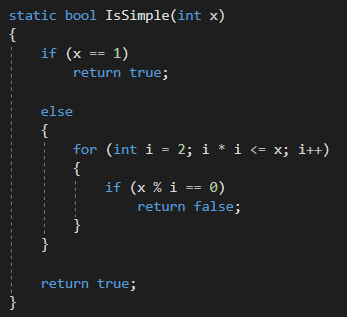 static bool IsSimple(int x)
{
    if (x == 1)
        return true;

    else
    {
        for (int i = 2; i * i <= x; i++)
        {
            if (x % i == 0)
                return false;
        }
    }

    return true;
}